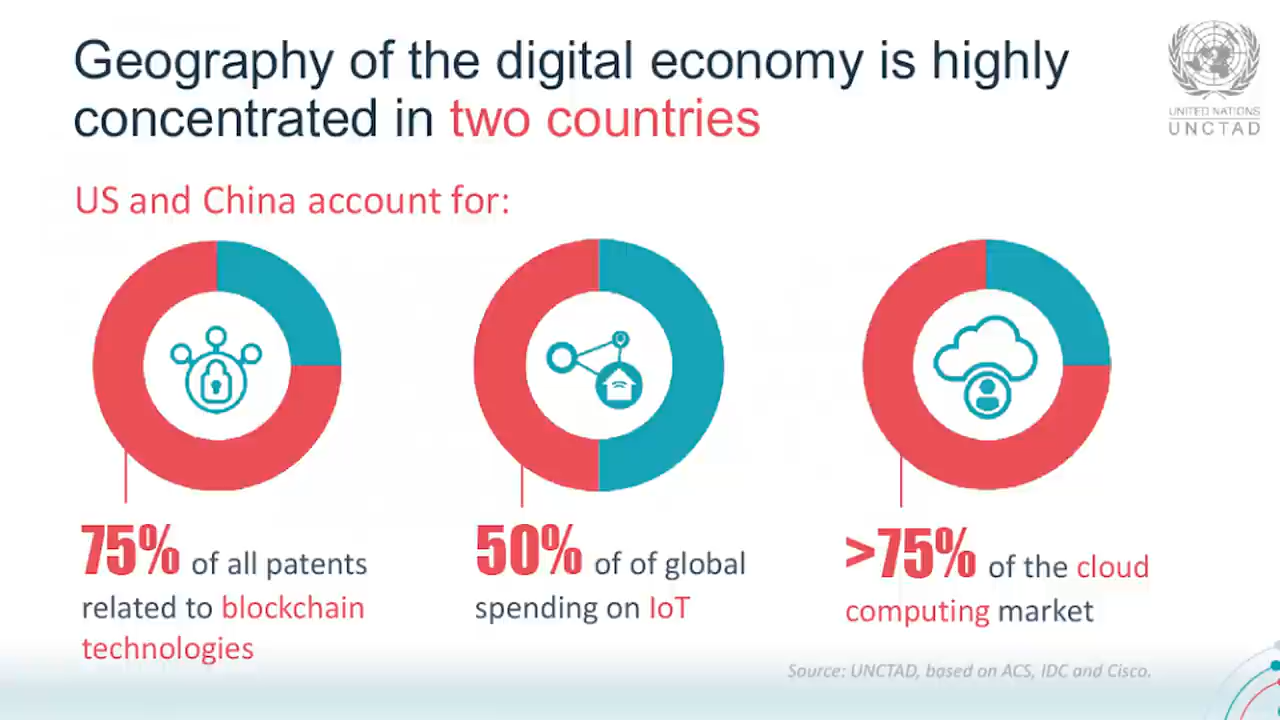 Geography of the digital economy is highly
concentrated in two countries
UNITED NATIONS
UNCTAD
US and China account for:
75% of all patents
related to blockchain
technologies
50% of of global
spending on IoT
>75% of the cloud
computing market
Source: UNCTAD, based on ACS, IDC and Cisco.